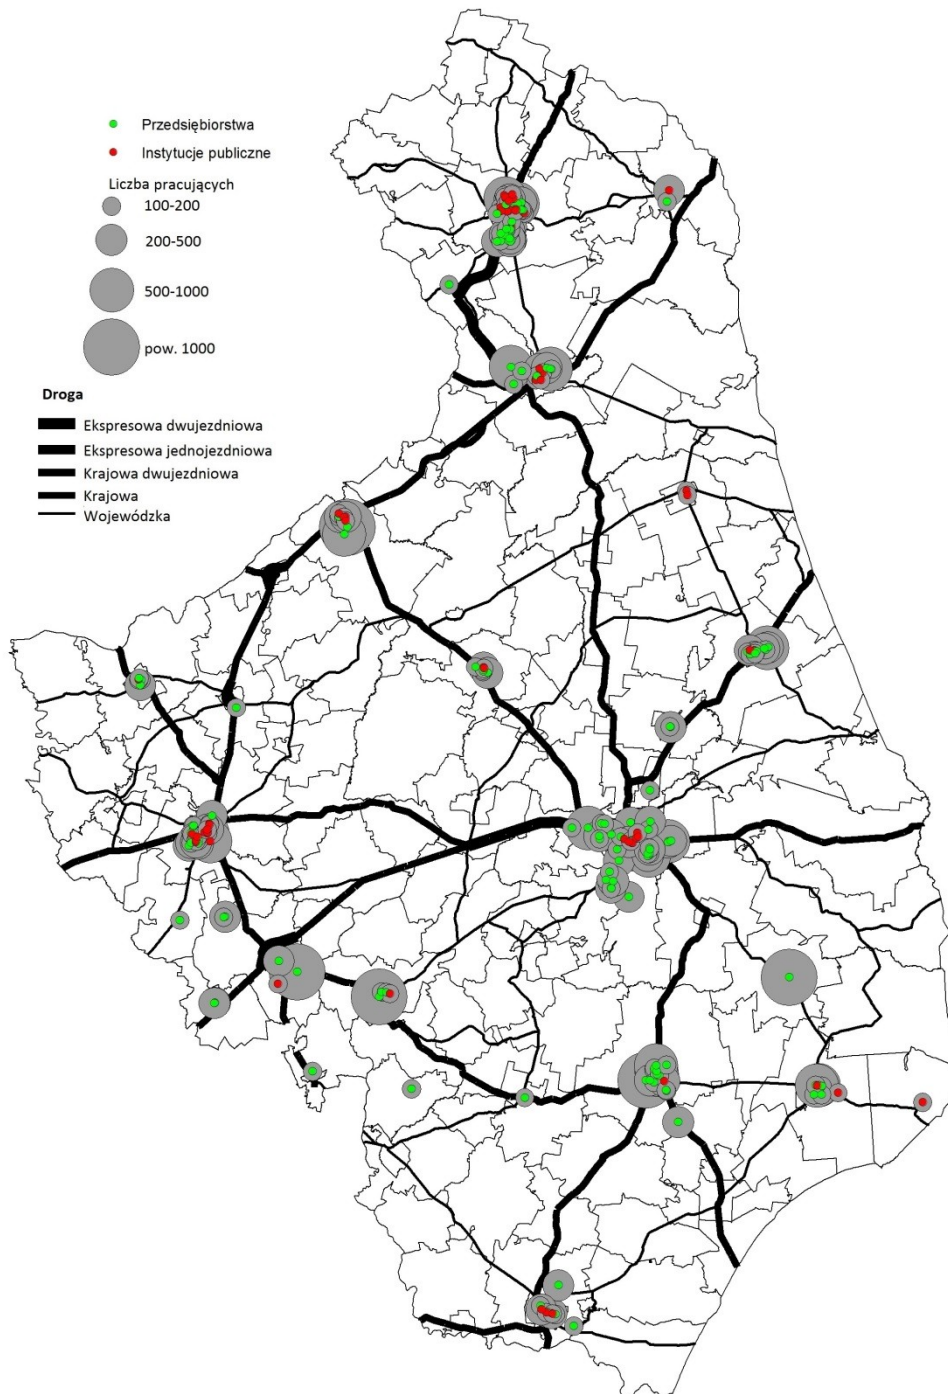 Przedsiębiorstwa
Instytucje publiczne
Liczba pracujących
100-200
200-500
500-1000
pow. 1000
Droga
Ekspresowa dwujezdniowa
Ekspresowa jednojezdniowa
Krajowa dwujezdniowa
Krajowa
Wojewódzka